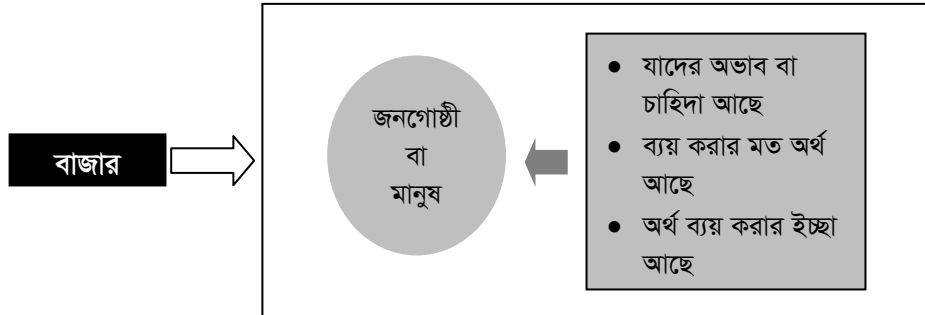 বাজার
জনগোষ্ঠী
বা
মানুষ
● যাদের অভাব বা
চাহিদা আছে
● ব্যয় করার মত অর্থ
আছে
● অর্থ ব্যয় করার ইচ্ছা
আছে